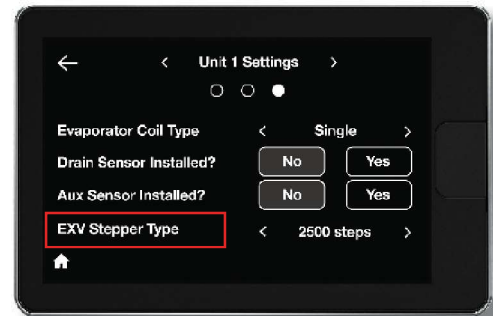 Unit 1 Settings
Evaporator Coil Type Single
Drain Sensor Installed? No Yes
Aux Sensor Installed? No Yes
EXV Stepper Type 2500 steps